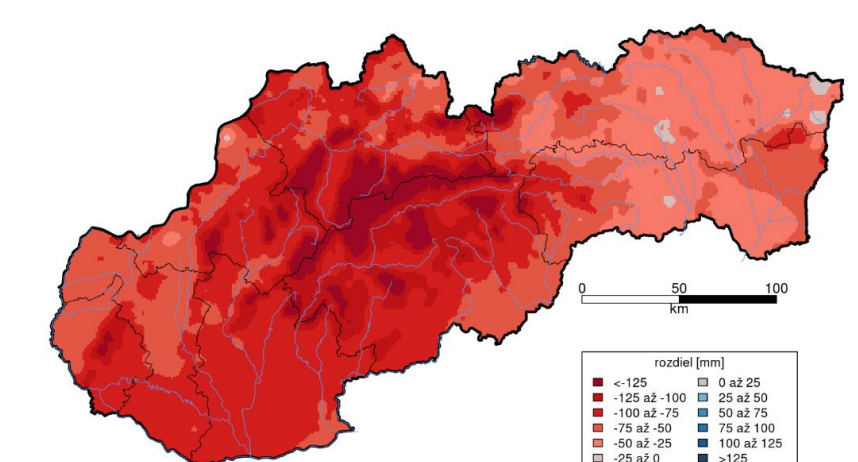 0 50 100
km
rozdiel [mm]
<-125 0 až 25
-125 až -100 25 až 50
-100 až -75 50 až 75
-75 až -50 75 až 100
-50 až -25 100 až 125
-25 až 0 >125